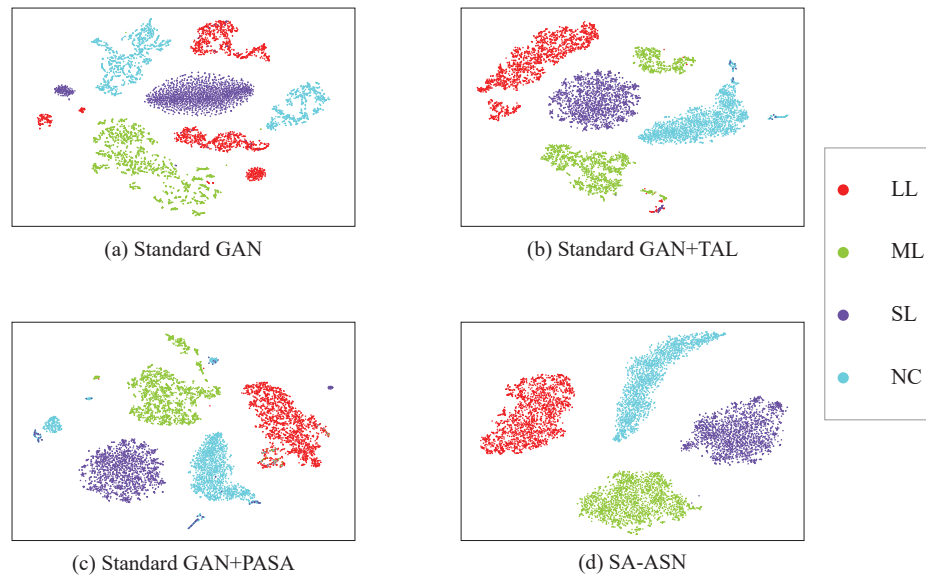 (a) Standard GAN
(b) Standard GAN+TAL
(c) Standard GAN+PASA
(d) SA-ASN
LL
ML
SL
NC